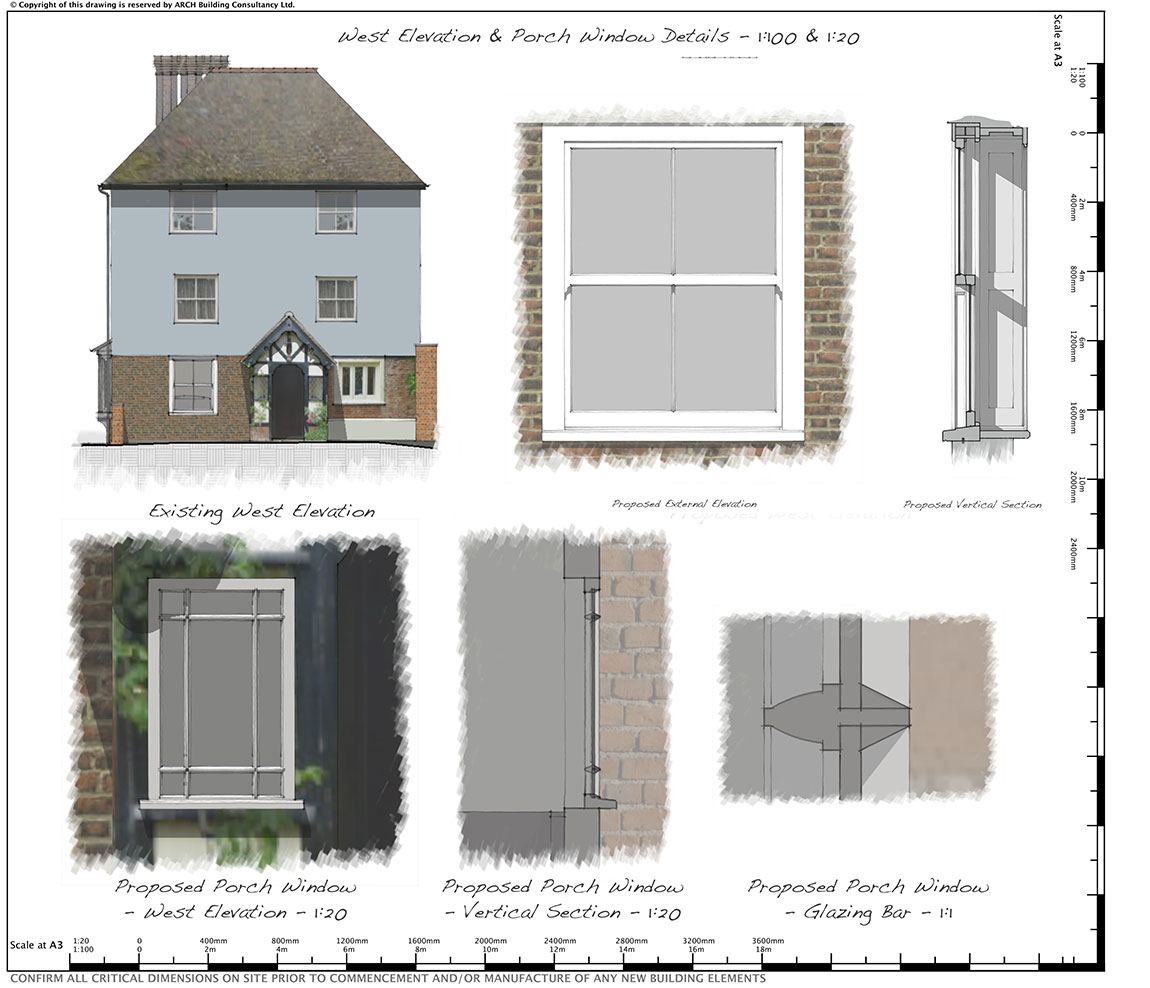 © Copyright of this drawing is reserved by ARCH Building Consultancy Ltd.
West Elevation & Porch Window Details - 1:100 & 1:20
Scale at A3
1:100
1:20
0
2m
400mm
4m
800mm
6m
1200mm
8m
1600mm
10m
2000mm
2400mm
Existing West Elevation
Proposed External Elevation
Proposed Vertical Section
Proposed West Elevation
Proposed Porch Window
- West Elevation - 1:20
Proposed Porch Window
- Vertical Section - 1:20
Proposed Porch Window
- Glazing Bar - 1:1
Scale at A3
1:20 0 400mm 800mm 1200mm 1600mm 2000mm 2400mm 2800mm 3200mm 3600mm
1:100 0 2m 4m 6m 8m 10m 12m 14m 16m 18m
CONFIRM ALL CRITICAL DIMENSIONS ON SITE PRIOR TO COMMENCEMENT AND/OR MANUFACTURE OF ANY NEW BUILDING ELEMENTS